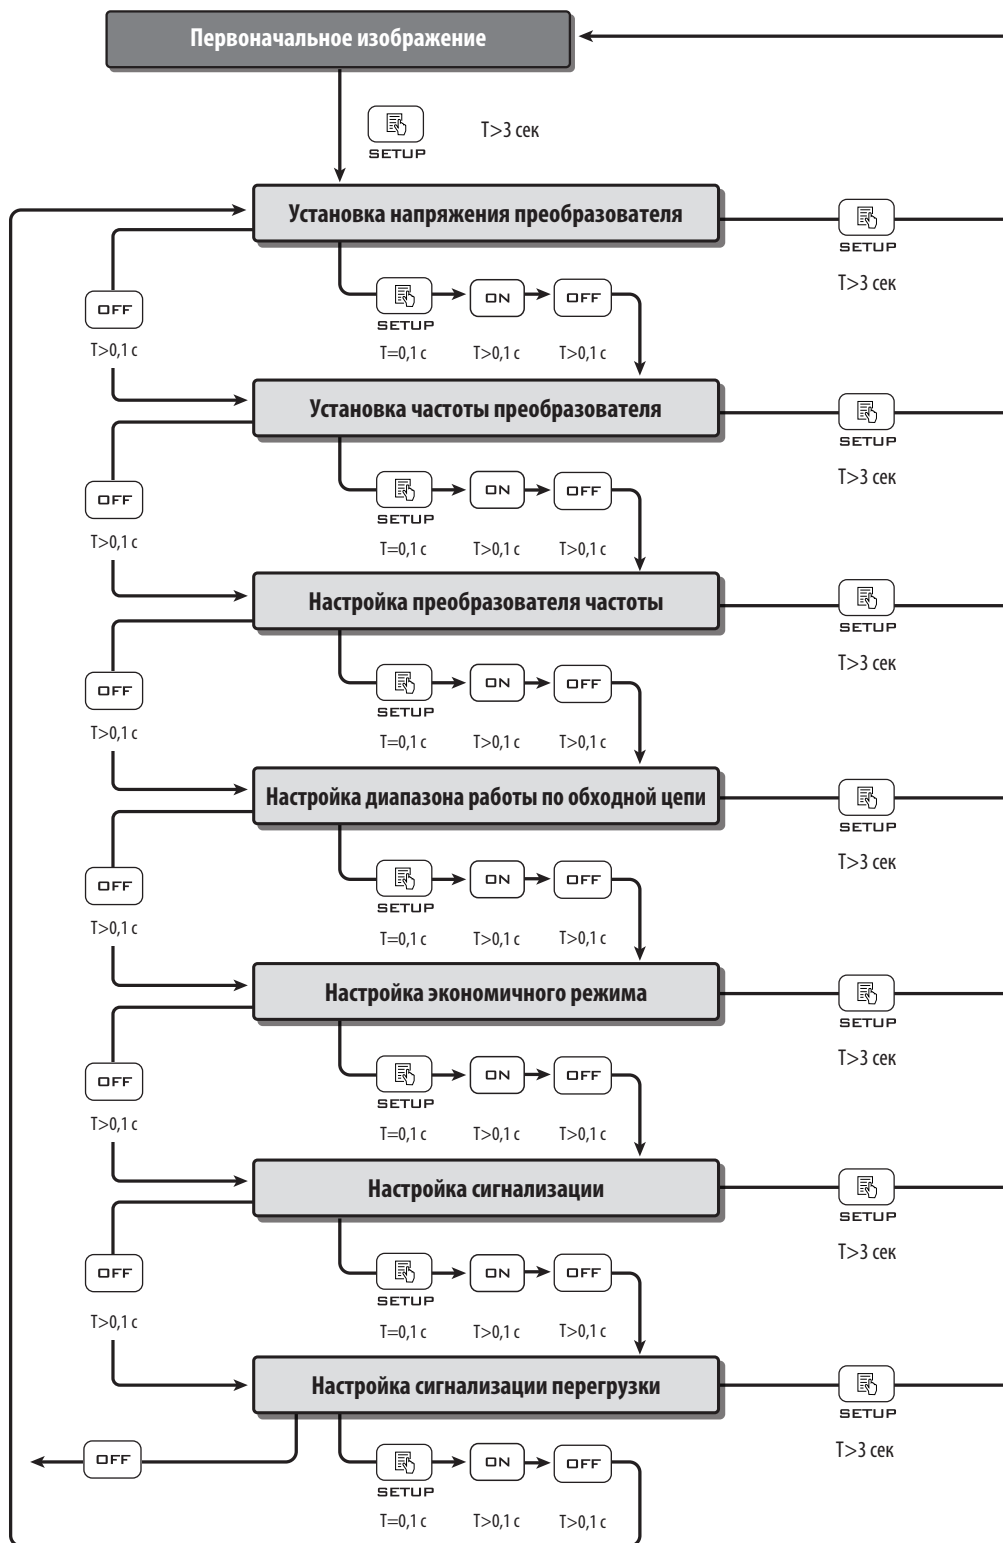 Первоначальное изображение
SETUP
T>3 сек
Установка напряжения преобразователя
SETUP
T>3 сек
OFF
T>0,1 с
SETUP
ON
OFF
T=0,1 с
T>0,1 с
T>0,1 с
Установка частоты преобразователя
SETUP
T>3 сек
OFF
T>0,1 с
SETUP
ON
OFF
T=0,1 с
T>0,1 с
T>0,1 с
Настройка преобразователя частоты
SETUP
T>3 сек
OFF
T>0,1 с
SETUP
ON
OFF
T=0,1 с
T>0,1 с
T>0,1 с
Настройка диапазона работы по обходной цепи
SETUP
T>3 сек
OFF
T>0,1 с
SETUP
ON
OFF
T=0,1 с
T>0,1 с
T>0,1 с
Настройка экономичного режима
SETUP
T>3 сек
OFF
T>0,1 с
SETUP
ON
OFF
T=0,1 с
T>0,1 с
T>0,1 с
Настройка сигнализации
SETUP
T>3 сек
OFF
T>0,1 с
SETUP
ON
OFF
T=0,1 с
T>0,1 с
T>0,1 с
Настройка сигнализации перегрузки
SETUP
T>3 сек
OFF
SETUP
ON
OFF
T=0,1 с
T>0,1 с
T>0,1 с